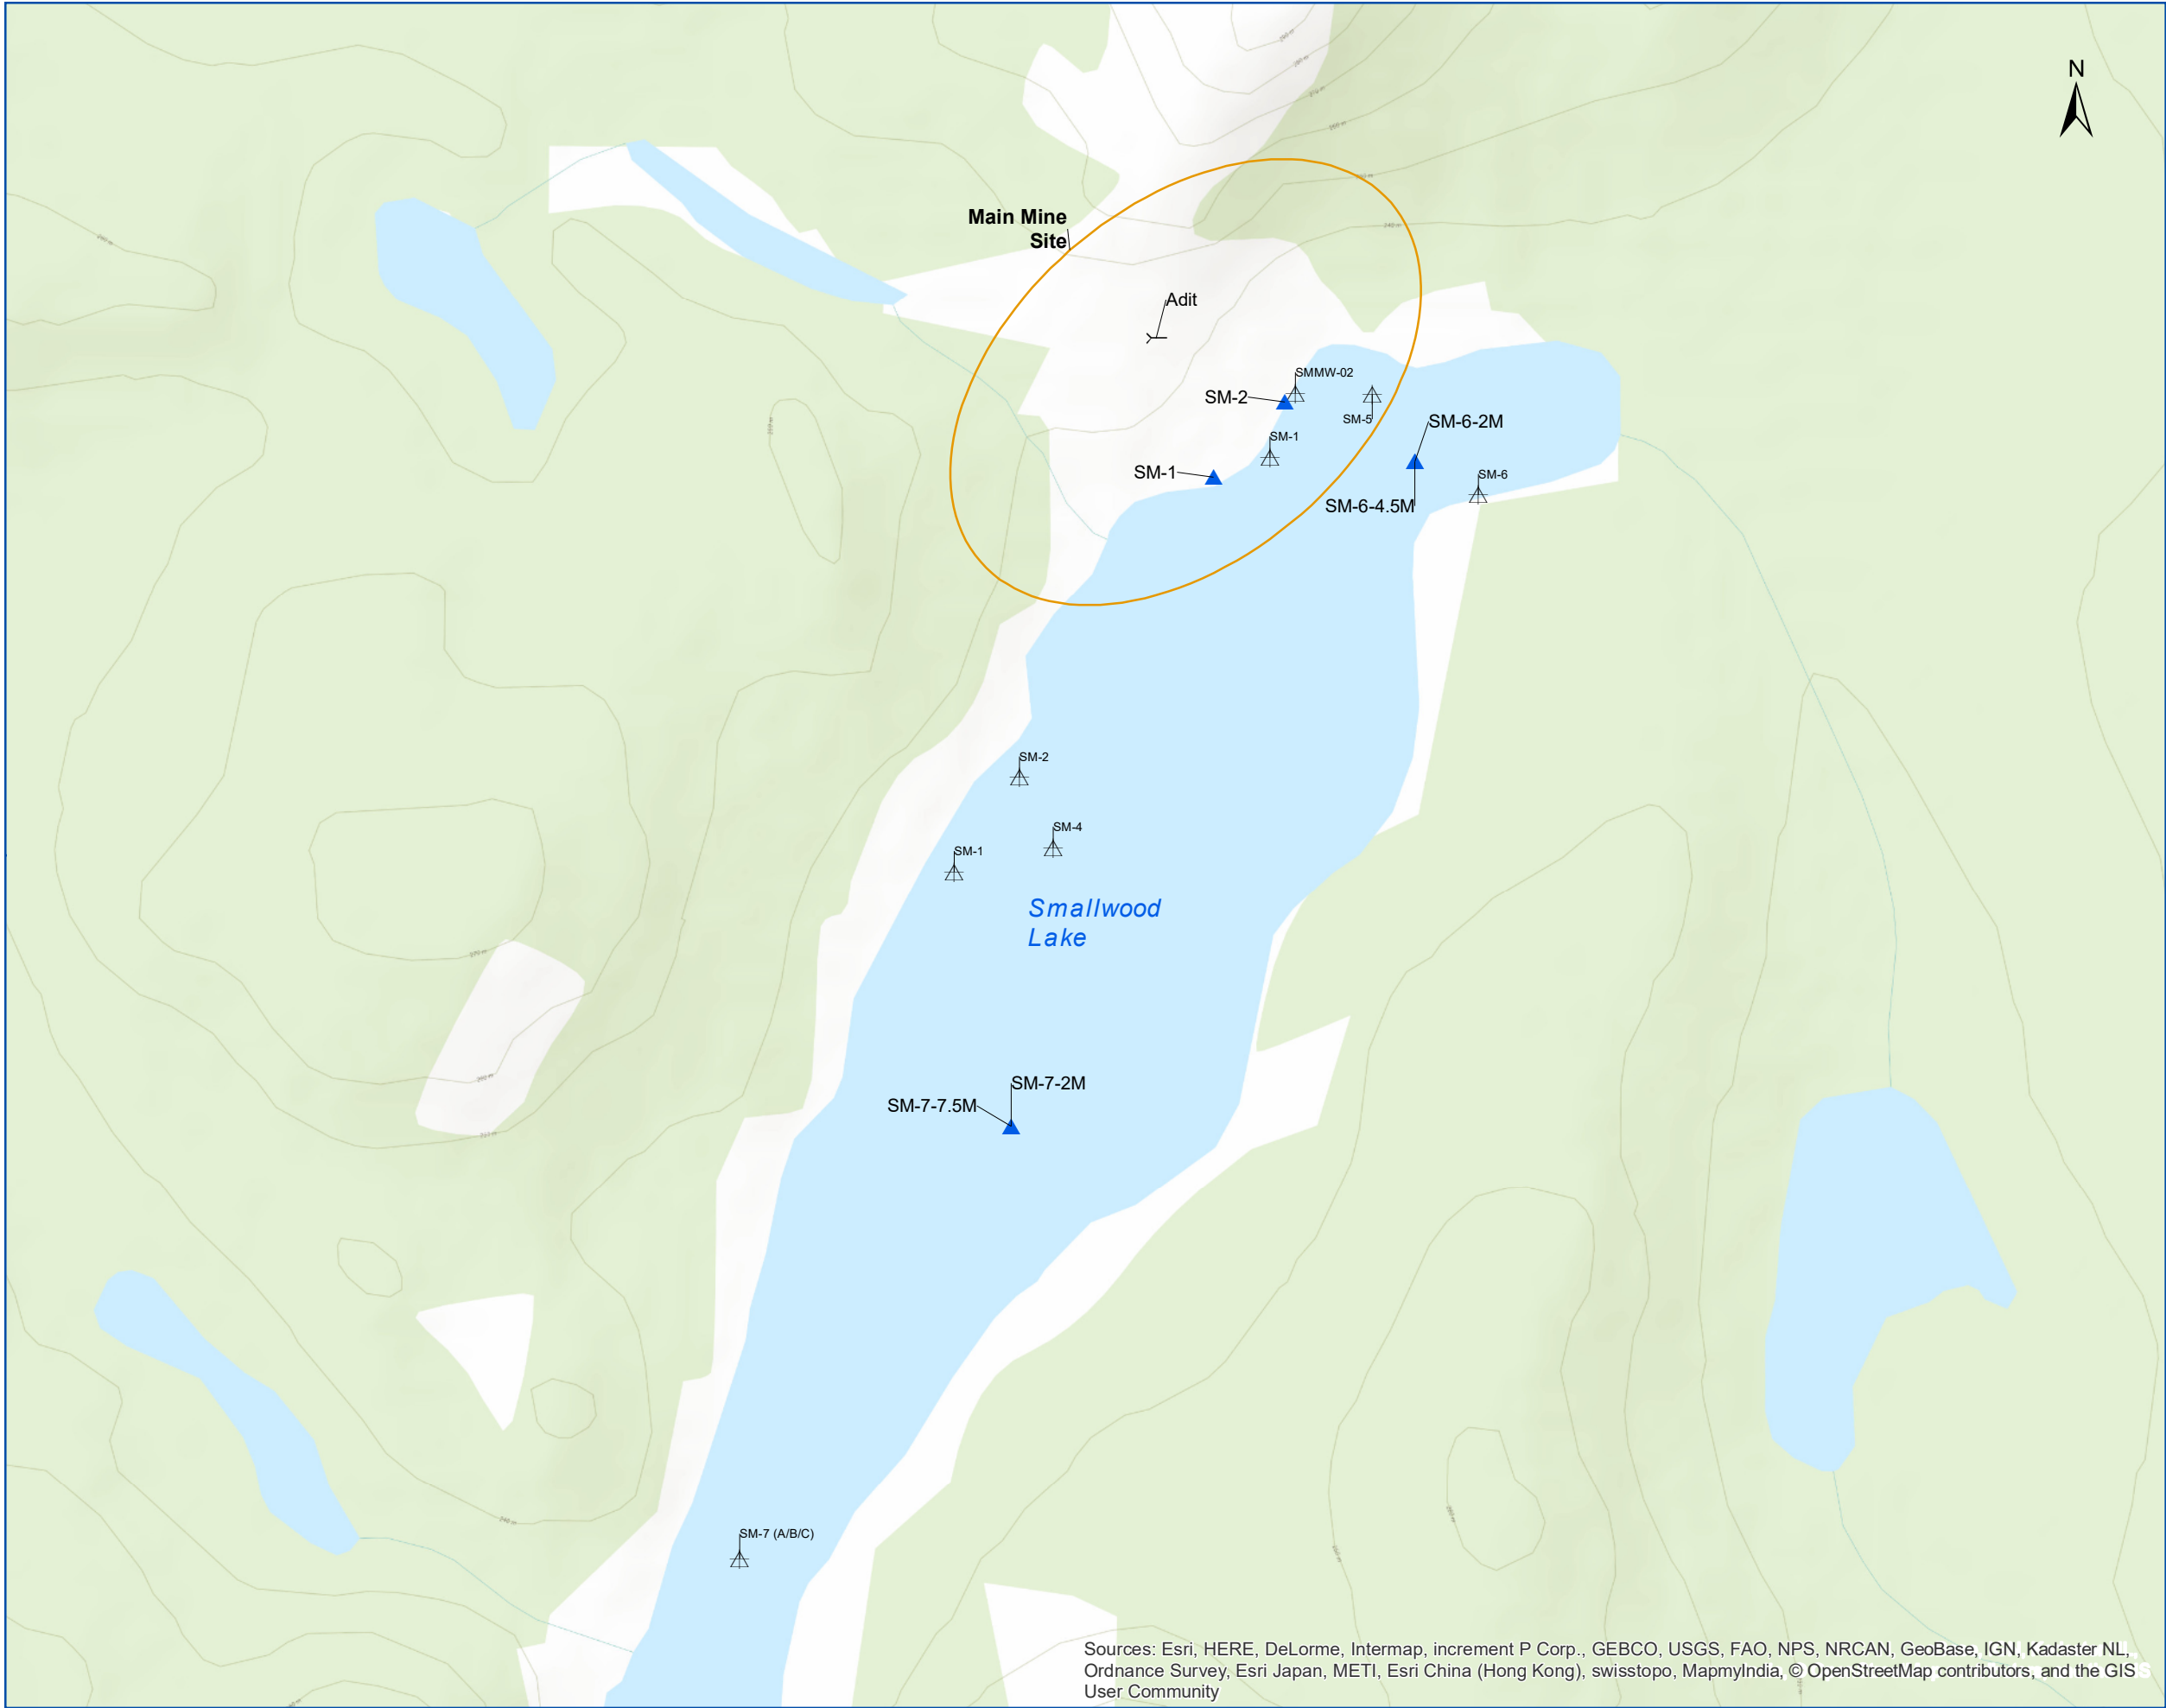 N
Main Mine
Site
Adit
SMMW-02
SM-2
SM-5
SM-6-2M
SM-1
SM-1
SM-6
SM-6-4.5M
SM-2
SM-4
SM-1
Smallwood
Lake
SM-7-2M
SM-7-7.5M
SM-7 (A/B/C)
Sources: Esri, HERE, DeLorme, Intermap, increment P Corp., GEBCO, USGS, FAO, NPS, NRCAN, GeoBase, IGN, Kadaster NL,
Ordnance Survey, Esri Japan, METI, Esri China (Hong Kong), swisstopo, MapmyIndia, © OpenStreetMap contributors, and the GIS
User Community